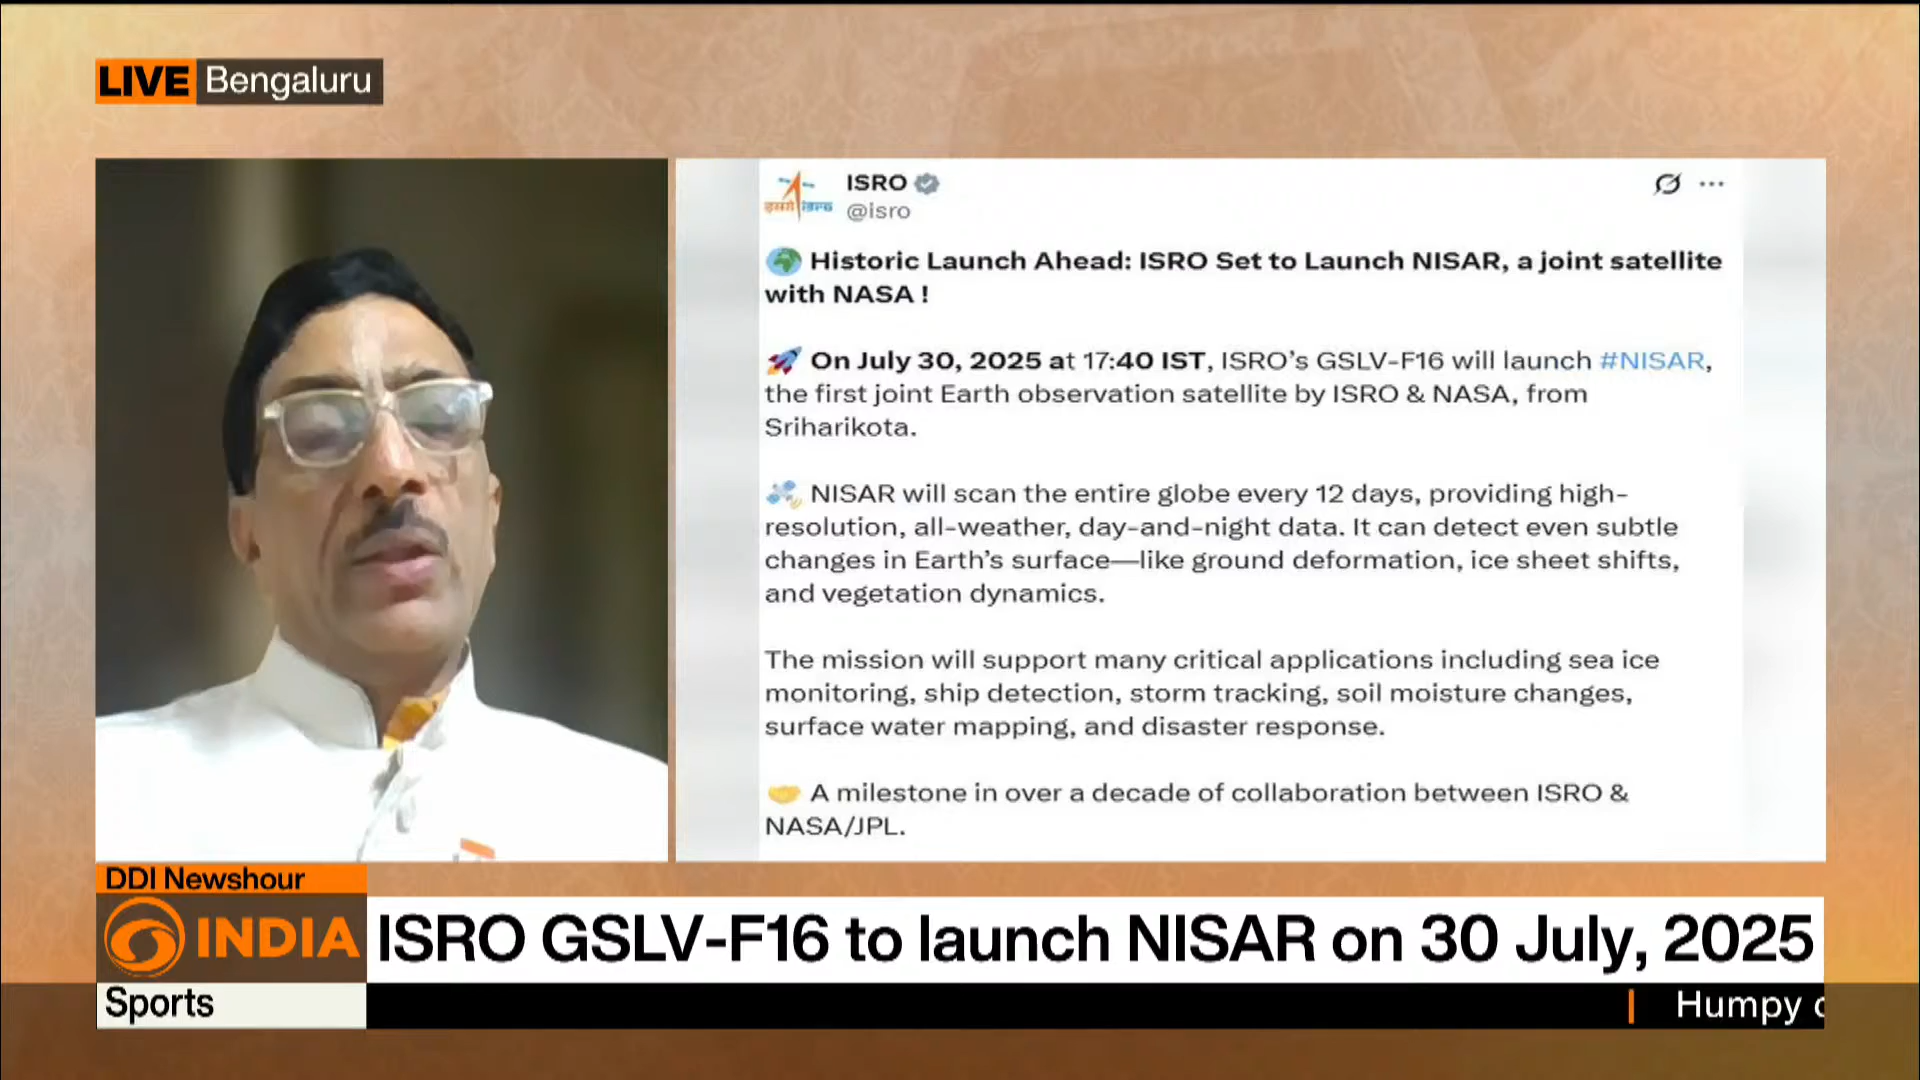 LIVE Bengaluru
ISRO
@isro
Historic Launch Ahead: ISRO Set to Launch NISAR, a joint satellite
with NASA !
On July 30, 2025 at 17:40 IST, ISRO's GSLV-F16 will launch #NISAR,
the first joint Earth observation satellite by ISRO & NASA, from
Sriharikota.
NISAR will scan the entire globe every 12 days, providing high-
resolution, all-weather, day-and-night data. It can detect even subtle
changes in Earth's surface—like ground deformation, ice sheet shifts,
and vegetation dynamics.
The mission will support many critical applications including sea ice
monitoring, ship detection, storm tracking, soil moisture changes,
surface water mapping, and disaster response.
A milestone in over a decade of collaboration between ISRO &
NASA/JPL.
DDI Newshour
INDIA
ISRO GSLV-F16 to launch NISAR on 30 July, 2025
Sports
| Humpy